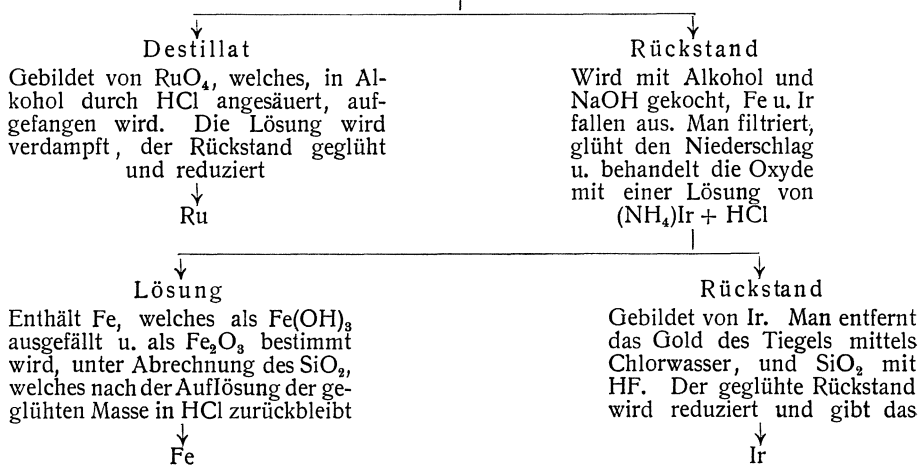 Destillat
Gebildet von RuO₄, welches, in Al-
kohol durch HCl angesäuert, auf-
gefangen wird. Die Lösung wird
verdampft, der Rückstand geglüht
und reduziert
Ru
Rückstand
Wird mit Alkohol und
NaOH gekocht, Fe u. Ir
fallen aus. Man filtriert,
glüht den Niederschlag
u. behandelt die Oxyde
mit einer Lösung von
(NH₄)Ir + HCl
Lösung
Enthält Fe, welches als Fe(OH)₃
ausgefällt u. als Fe₂O₃ bestimmt
wird, unter Abrechnung des SiO₂,
welches nach der Auflösung der ge-
glühten Masse in HCl zurückbleibt
Fe
Rückstand
Gebildet von Ir. Man entfernt
das Gold des Tiegels mittels
Chlorwasser, und SiO₂ mit
HF. Der geglühte Rückstand
wird reduziert und gibt das
Ir